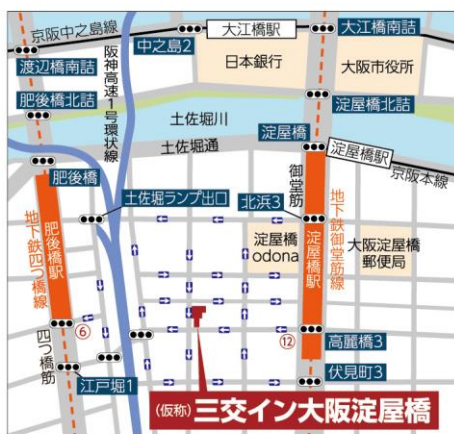 京阪中之島線
大江橋駅
大江橋南詰
中之島2
渡辺橋南詰
阪神高速1号環状線
日本銀行
大阪市役所
肥後橋北詰
淀屋橋北詰
土佐堀川
淀屋橋
土佐堀通
淀屋橋駅
京阪本線
肥後橋
御堂筋
土佐堀ランプ出口
北浜3
地下鉄四つ橋線
肥後橋駅
淀屋橋
odona
淀屋橋駅
地下鉄御堂筋線
大阪淀屋橋
郵便局
⑥
⑫
高麗橋3
四つ橋筋
江戸堀1
伏見町3
(仮称)三交イン大阪淀屋橋